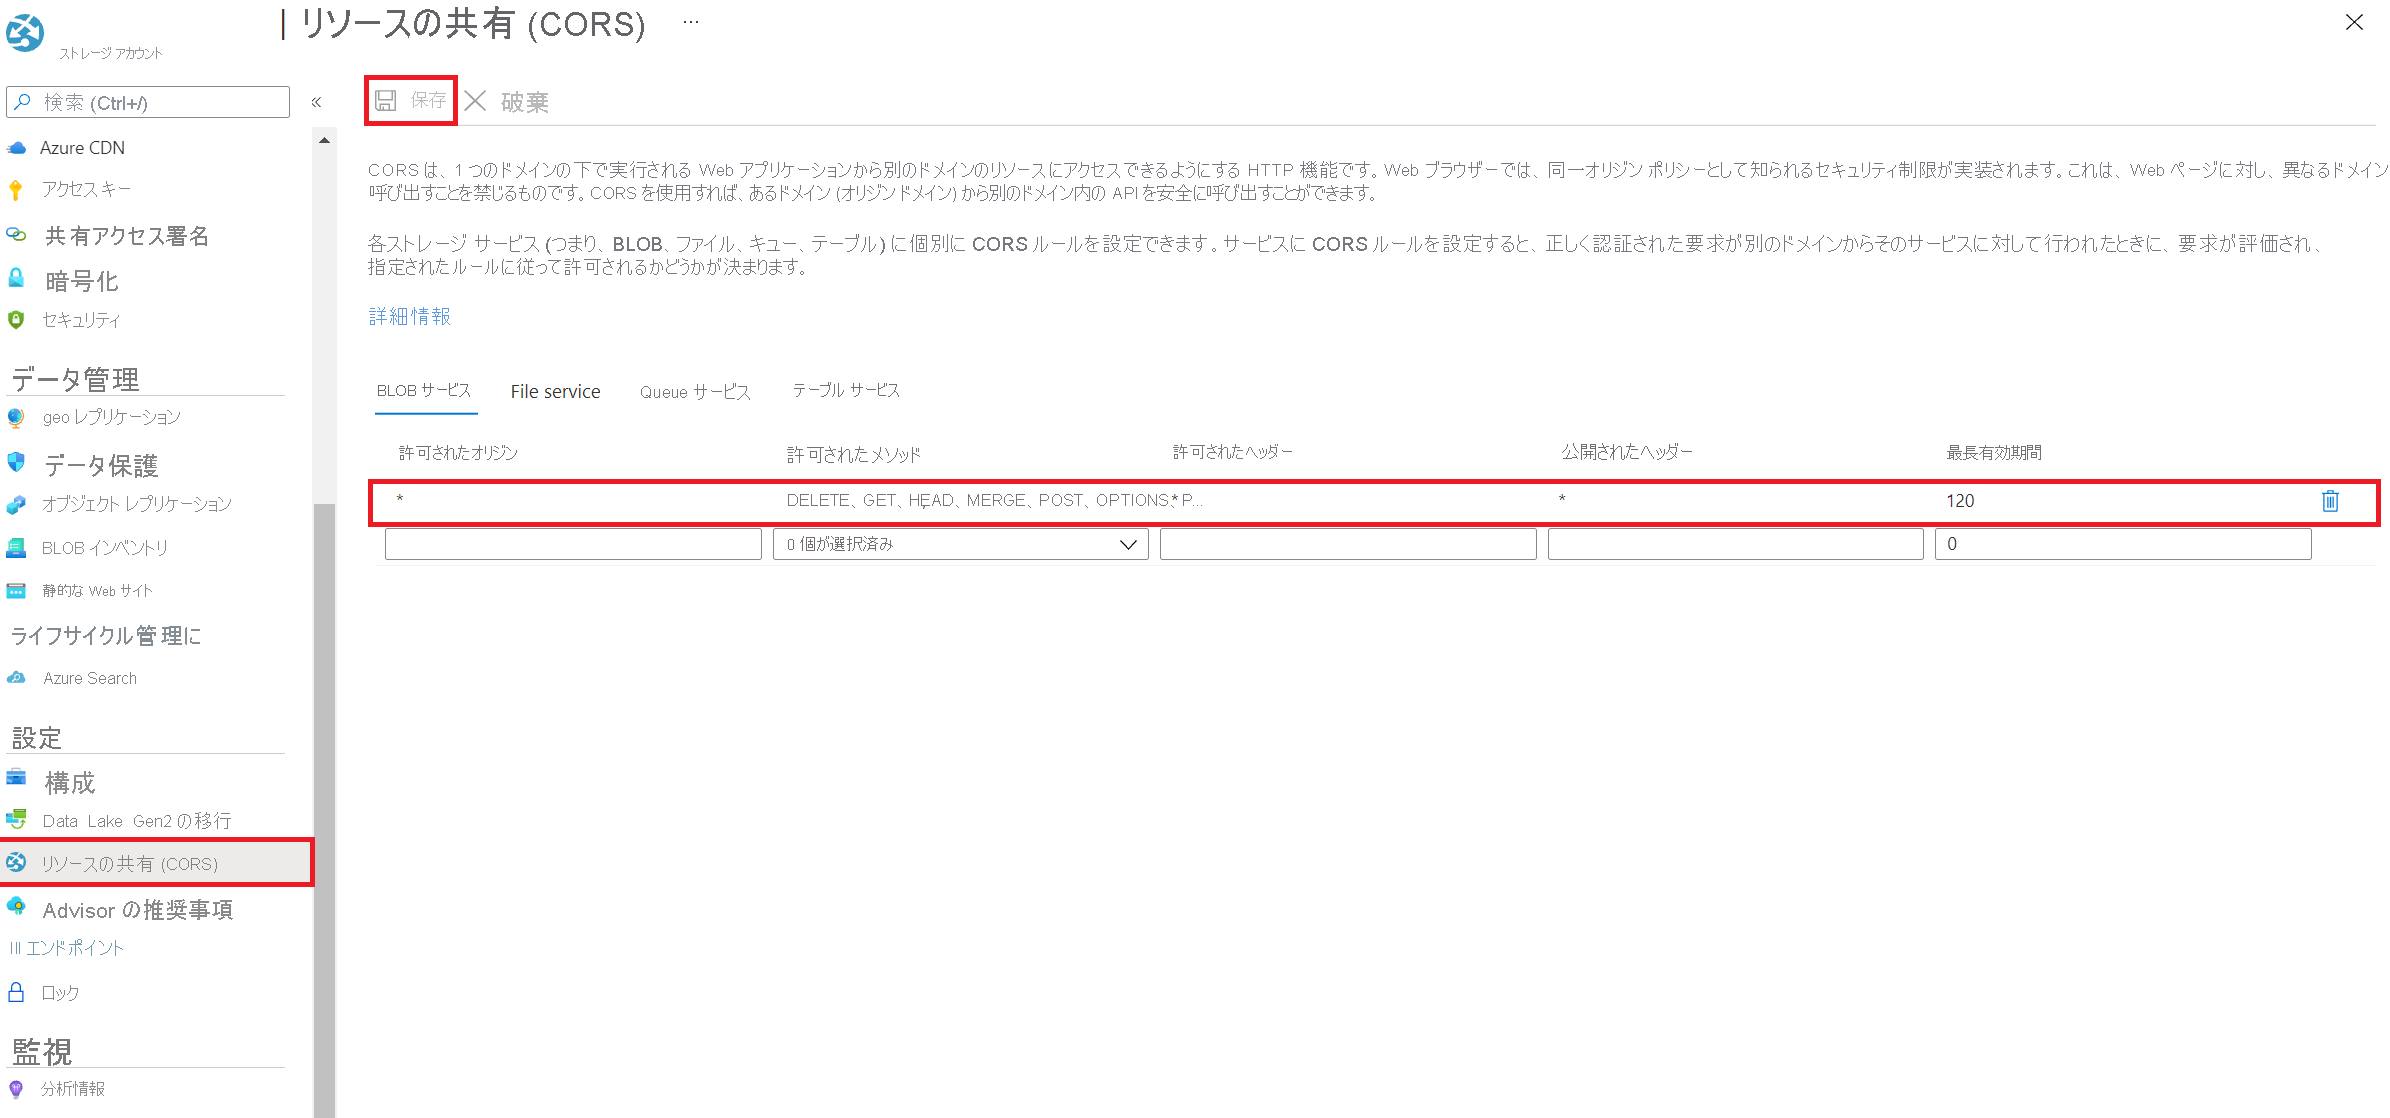 リソースの共有 (CORS) ...
ストレージ アカウント
検索 (Ctrl+/)
«
保存
破棄
Azure CDN
アクセス キー
共有アクセス署名
暗号化
セキュリティ
データ管理
geo レプリケーション
データ保護
オブジェクト レプリケーション
BLOB インベントリ
静的な Web サイト
ライフサイクル管理に
Azure Search
設定
構成
Data Lake Gen2 の移行
リソースの共有 (CORS)
Advisor の推奨事項
エンドポイント
ロック
監視
分析情報
CORS は、1 つのドメインの下で実行される Web アプリケーションから別のドメインのリソースにアクセスできるようにする HTTP 機能です。Web ブラウザーでは、同一オリジン ポリシーとして知られるセキュリティ制限が実装されます。これは、Web ページに対し、異なるドメイン
呼び出すことを禁じるものです。CORS を使用すれば、あるドメイン (オリジン ドメイン) から別のドメイン内の API を安全に呼び出すことができます。
各ストレージ サービス (つまり、BLOB、ファイル、キュー、テーブル) に個別に CORS ルールを設定できます。サービスに CORS ルールを設定すると、正しく認証された要求が別のドメインからそのサービスに対して行われたときに、要求が評価され、
指定されたルールに従って許可されるかどうかが決まります。
詳細情報
BLOB サービス File service Queue サービス テーブル サービス
許可されたオリジン 許可されたメソッド 許可されたヘッダー 公開されたヘッダー 最長有効期間
* DELETE、GET、HEAD、MERGE、POST、OPTIONS、P... * * 120
0 個が選択済み 0